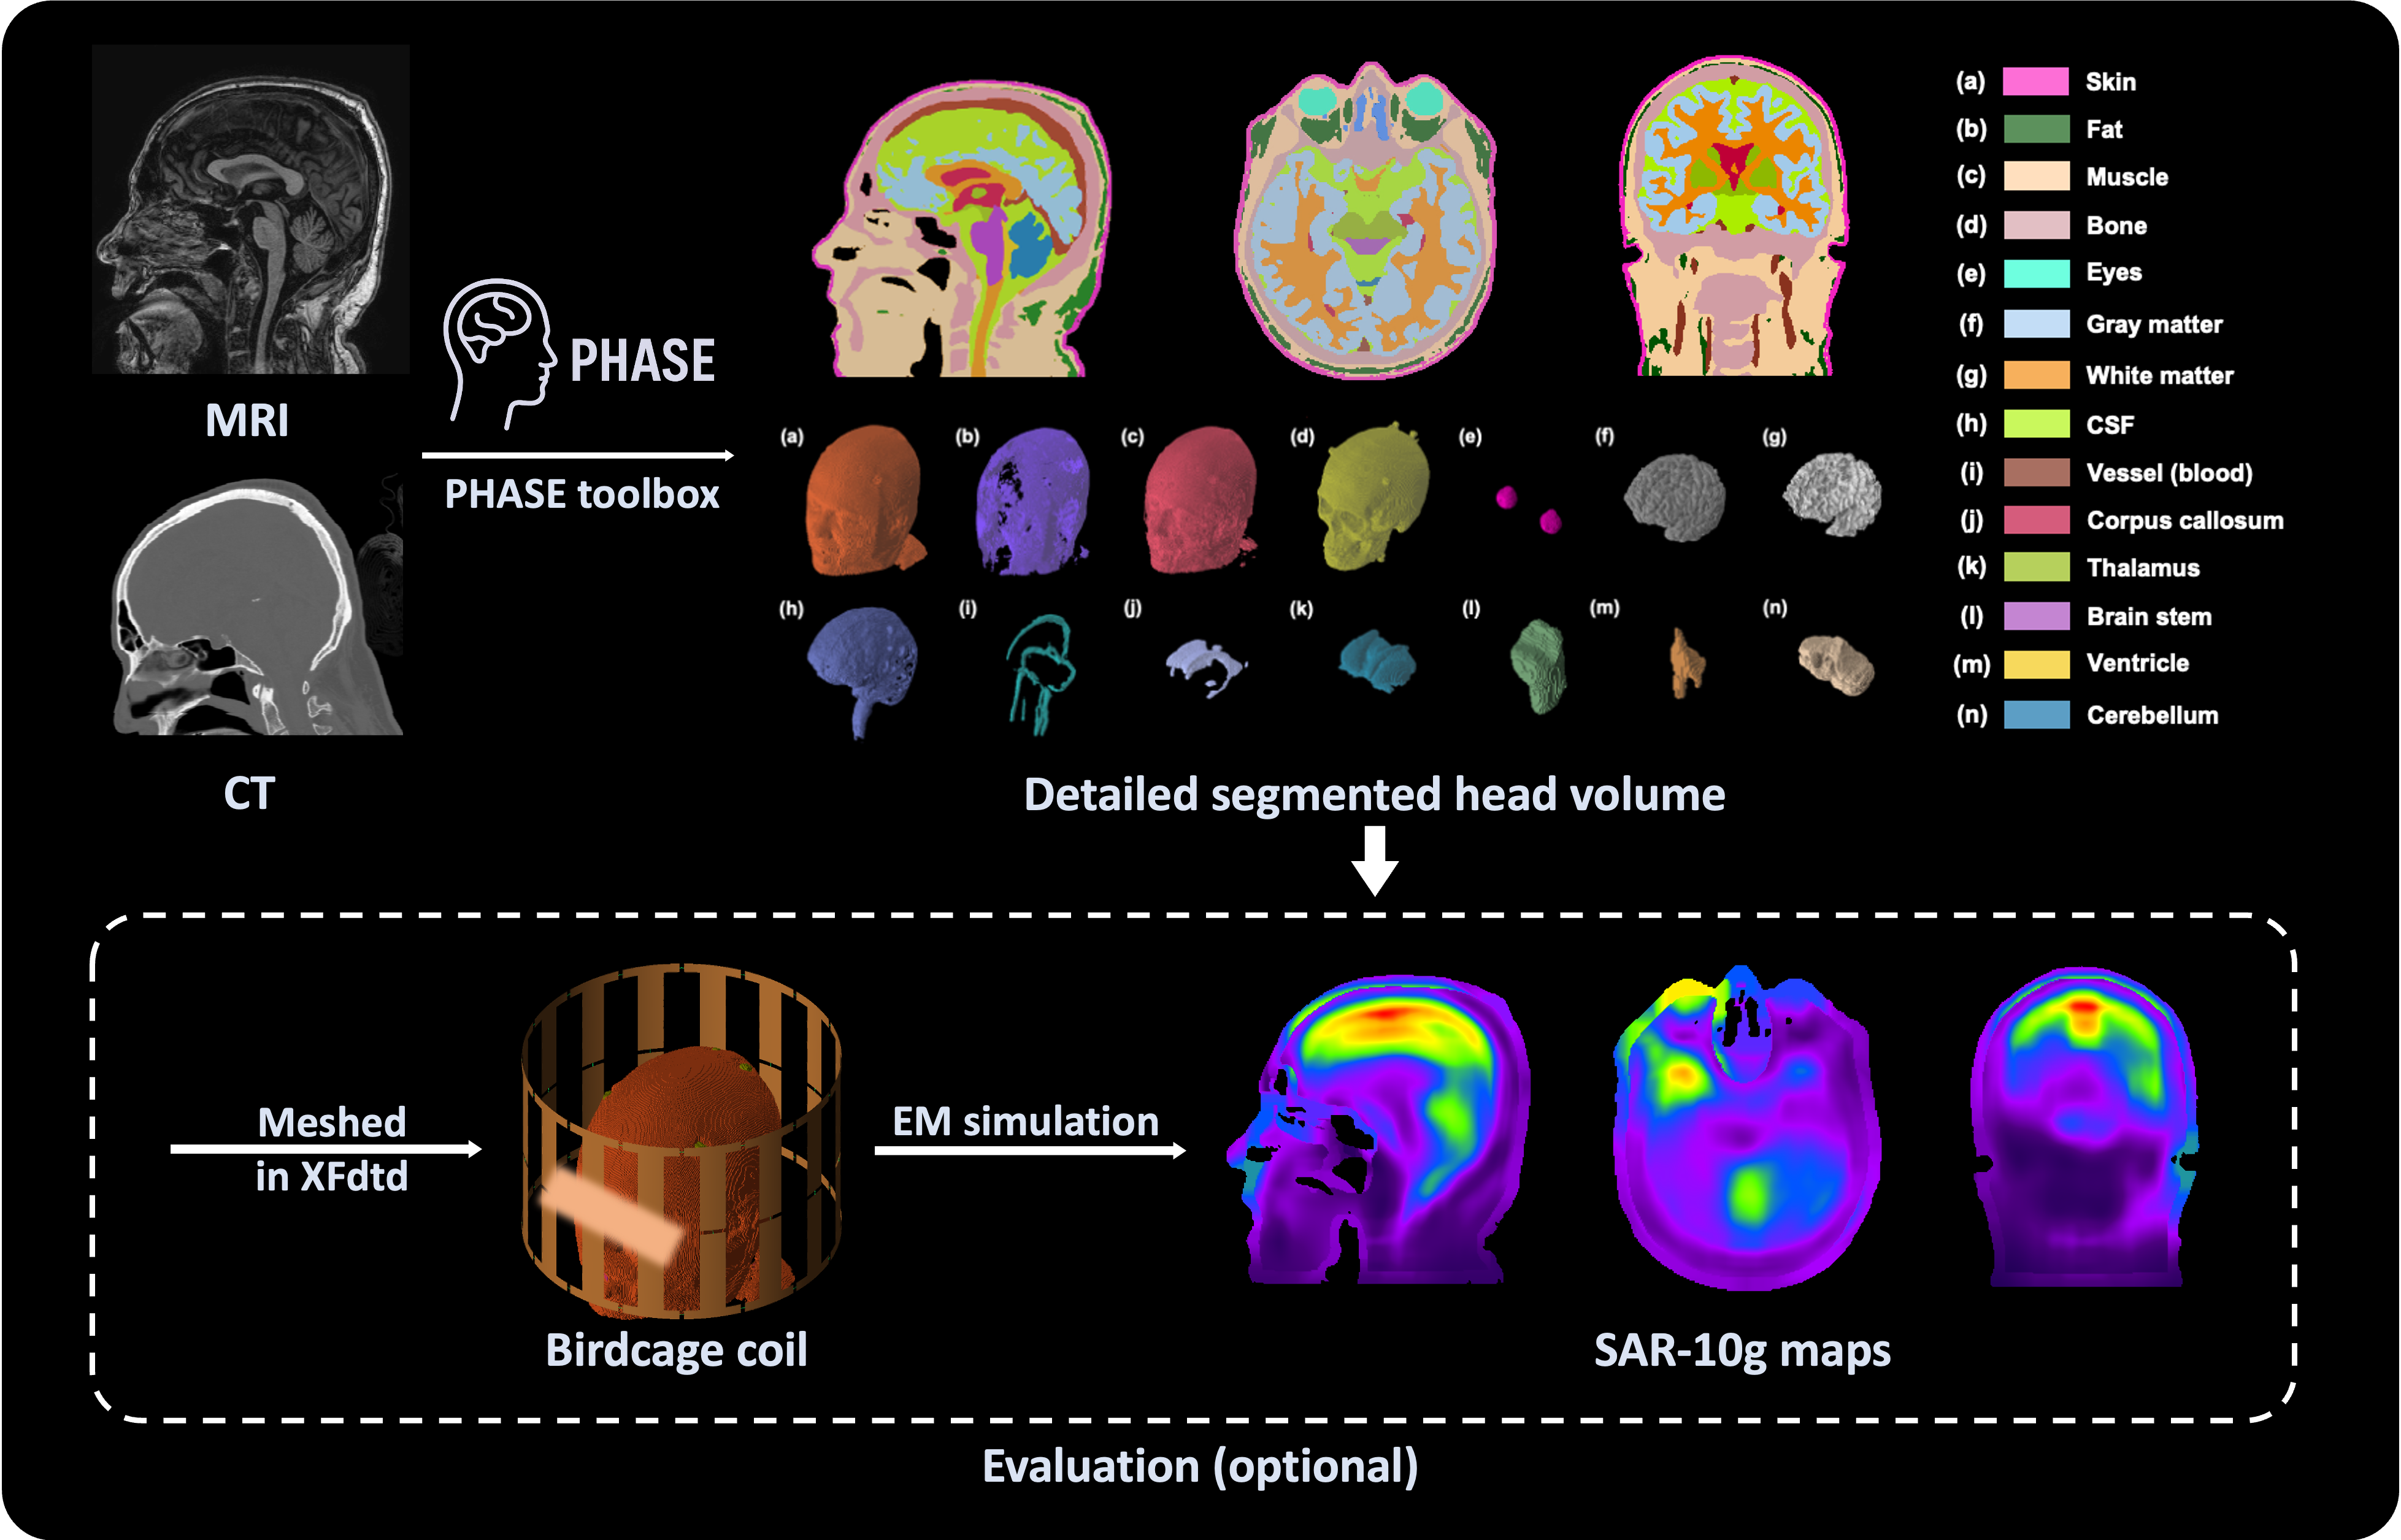 MRI
CT
PHASE
PHASE toolbox
(a) Skin
(b) Fat
(c) Muscle
(d) Bone
(e) Eyes
(f) Gray matter
(g) White matter
(h) CSF
(i) Vessel (blood)
(j) Corpus callosum
(k) Thalamus
(l) Brain stem
(m) Ventricle
(n) Cerebellum
(a) (b) (c) (d) (e) (f) (g)
(h) (i) (j) (k) (l) (m) (n)
Detailed segmented head volume
Meshed
in XFdtd
Birdcage coil
EM simulation
SAR-10g maps
Evaluation (optional)